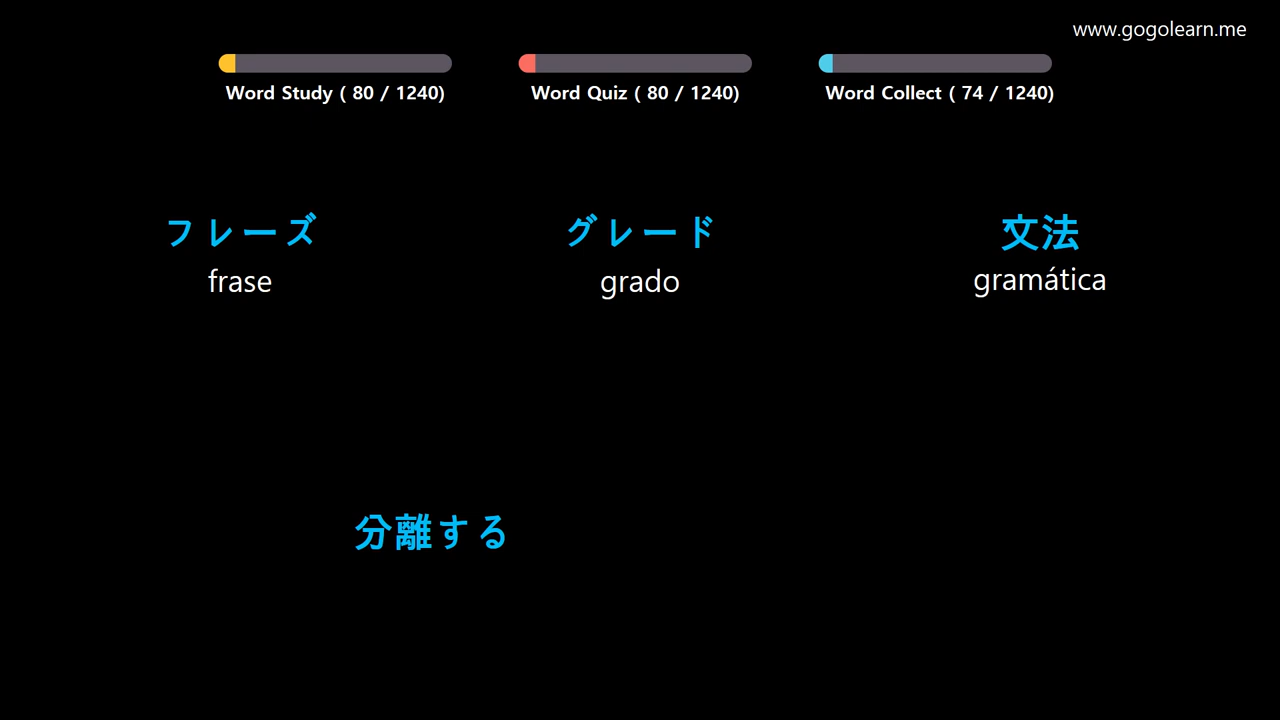 www.gogolearn.me
Word Study ( 80 / 1240)
Word Quiz ( 80 / 1240)
Word Collect ( 74 / 1240)
フレーズ
frase
グレード
grado
文法
gramática
分離する